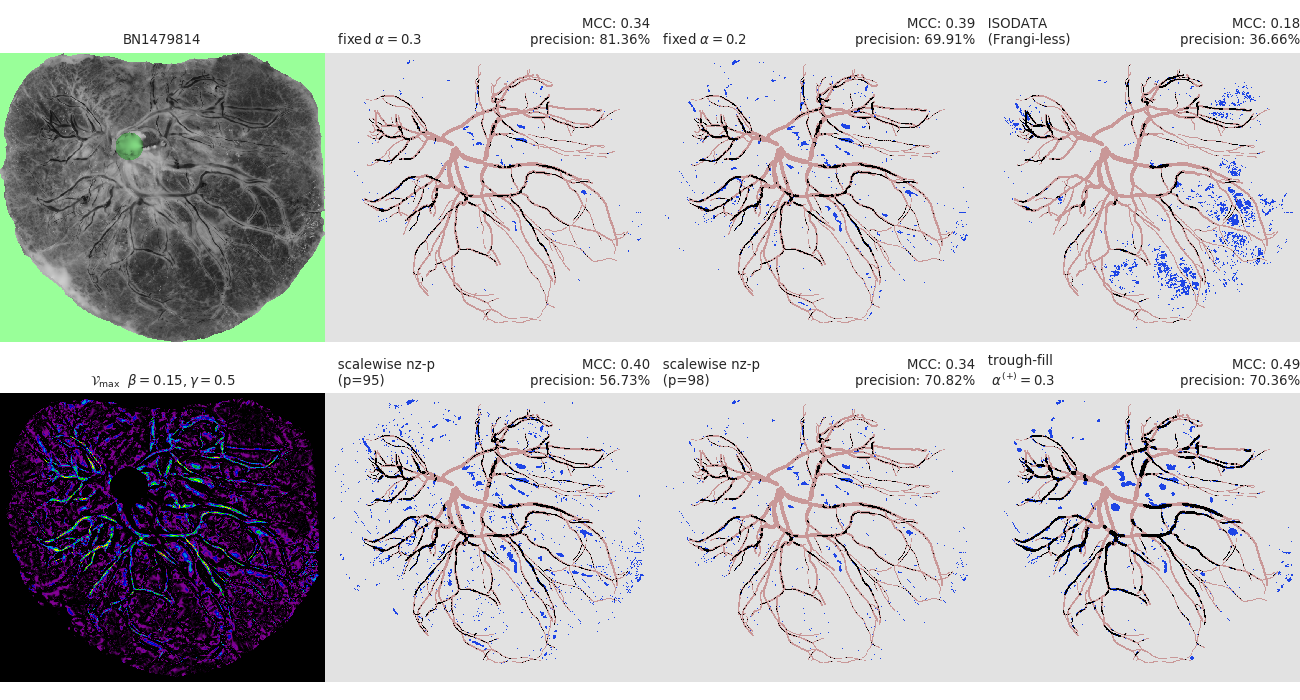 BN1479814
fixed α = 0.3
MCC: 0.34
precision: 81.36%
fixed α = 0.2
MCC: 0.39
precision: 69.91%
ISODATA
(Frangi-less)
MCC: 0.18
precision: 36.66%
𝒱max β = 0.15, γ = 0.5
scalewise nz-p
(p=95)
MCC: 0.40
precision: 56.73%
scalewise nz-p
(p=98)
MCC: 0.34
precision: 70.82%
trough-fill
α(+) = 0.3
MCC: 0.49
precision: 70.36%